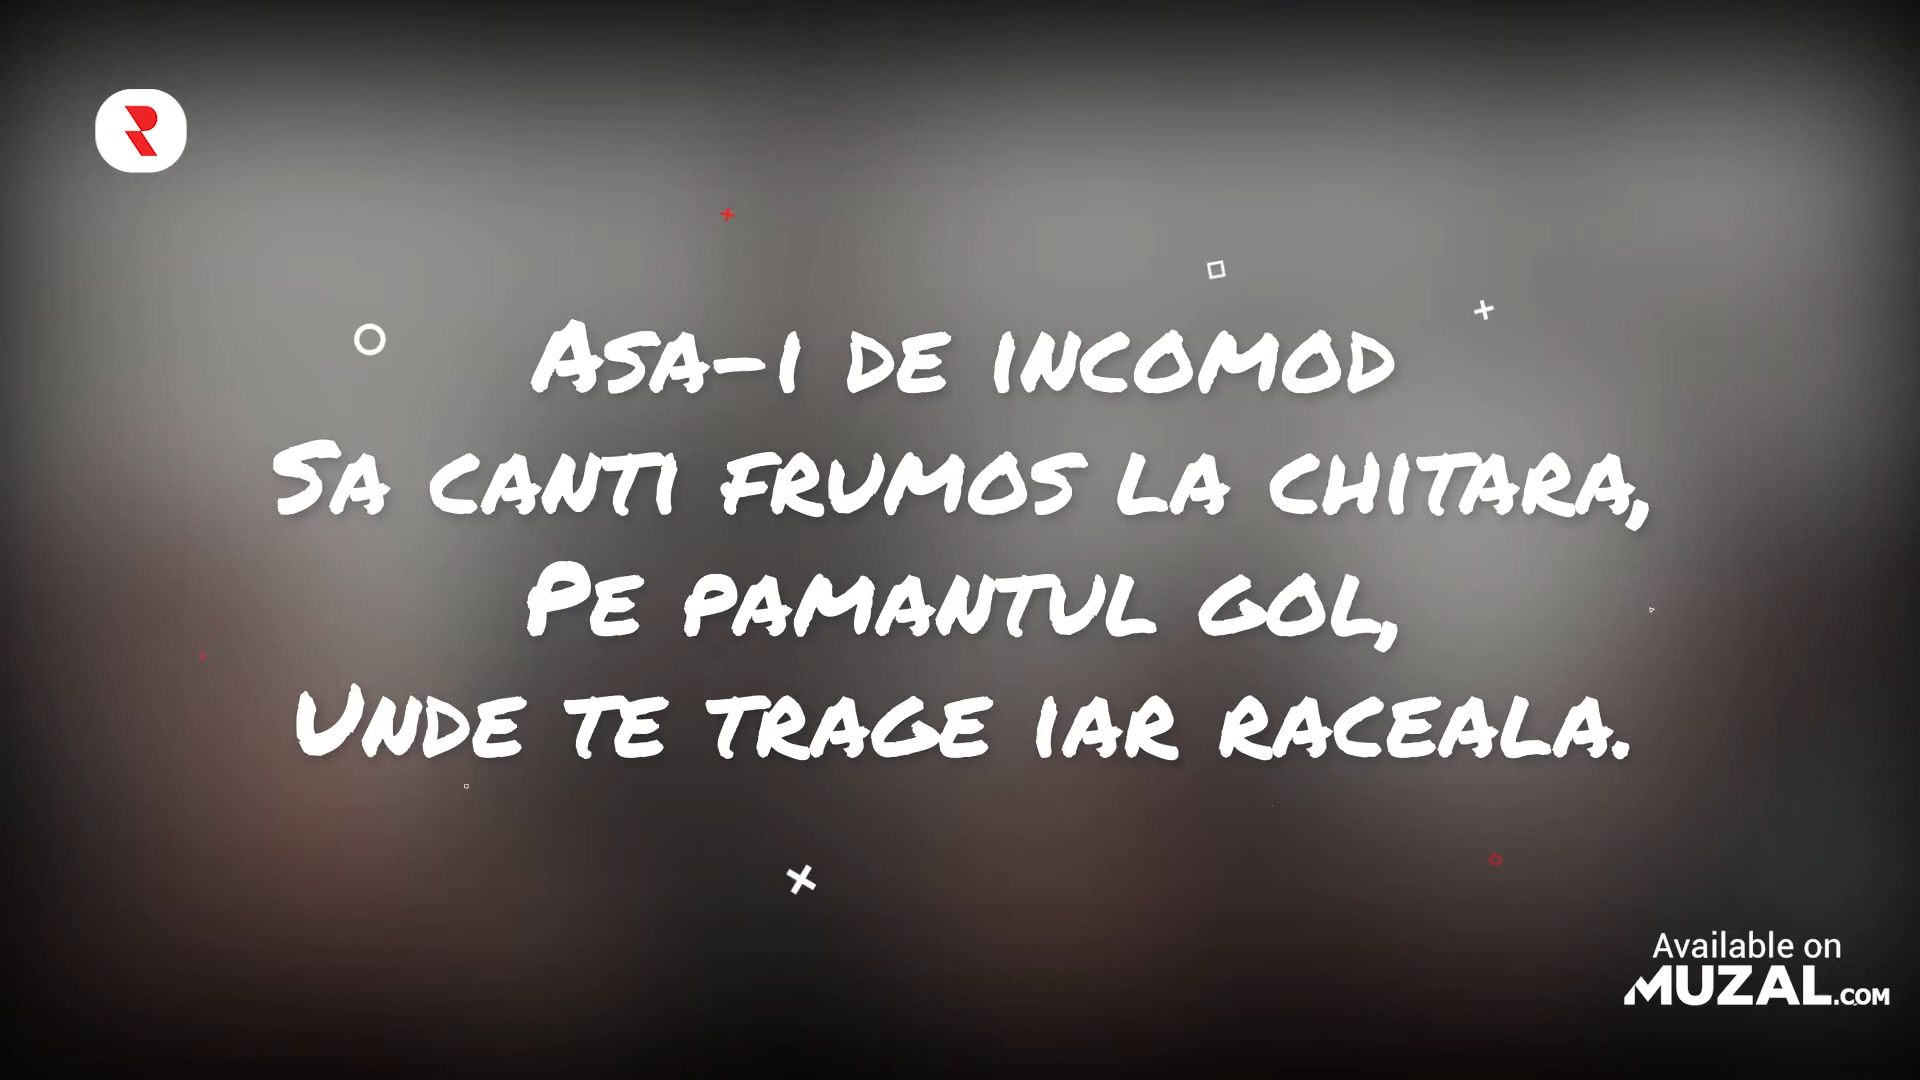 Asa-i de incomod
Sa canti frumos la chitara,
Pe pamantul gol,
Unde te trage iar raceala.
Available on
MUZAL.COM